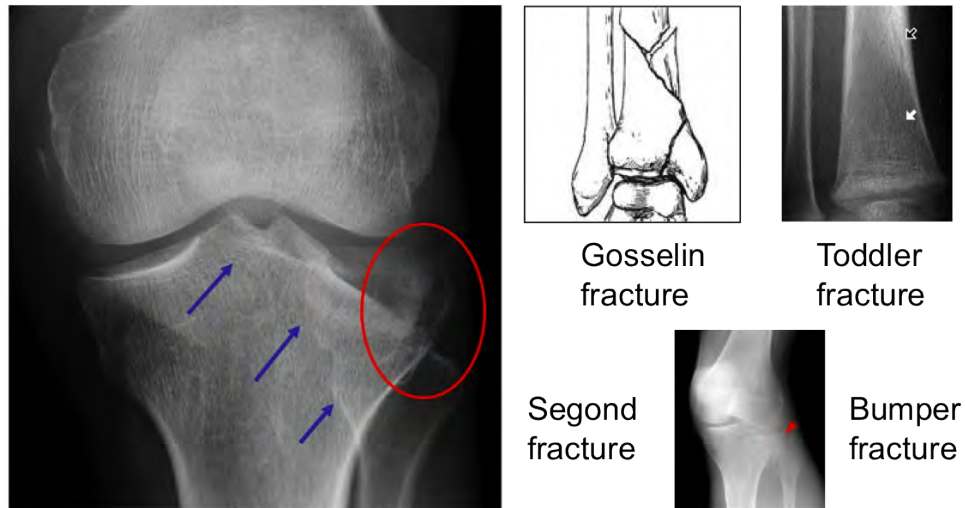 Gosselin
fracture
Toddler
fracture
Segond
fracture
Bumper
fracture